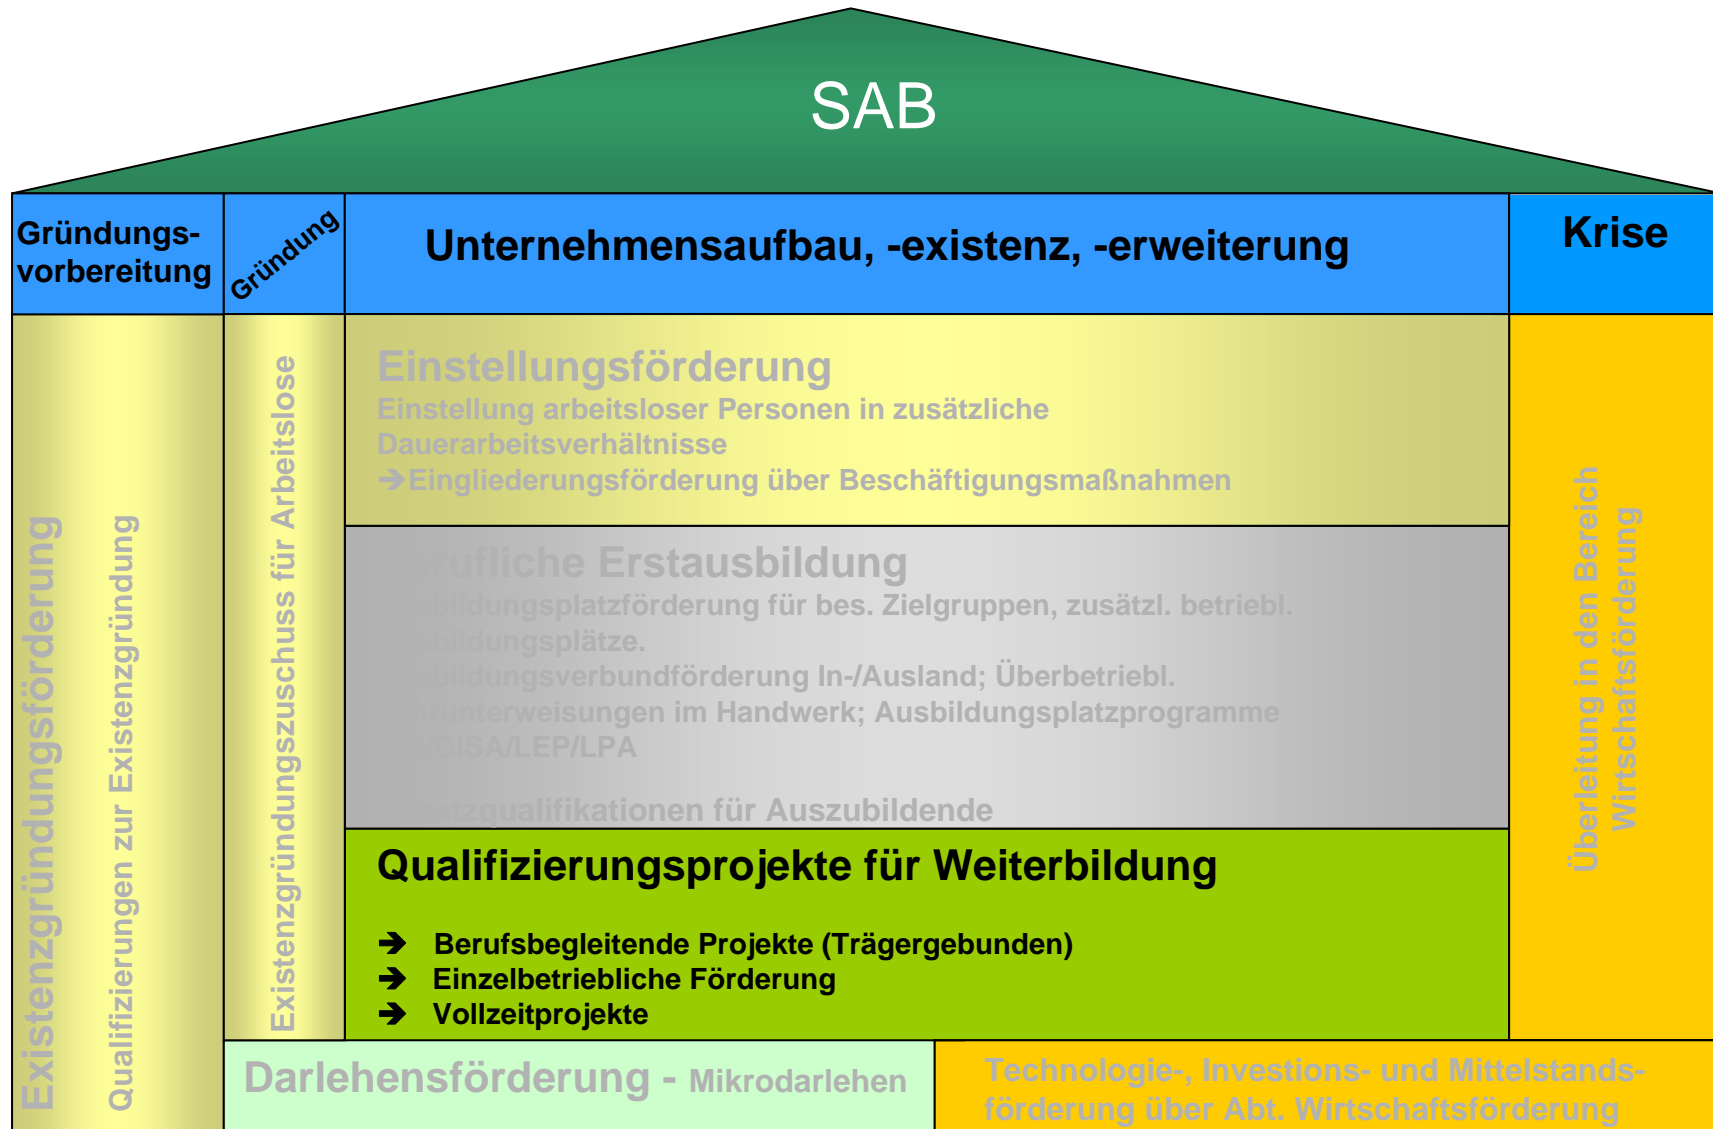 SAB
Gründungs-
vorbereitung
Gründung
Unternehmensaufbau, -existenz, -erweiterung
Krise
Existenzgründungsförderung
Qualifizierungen zur Existenzgründung
Existenzgründungszuschuss für Arbeitslose
Einstellungsförderung
Einstellung arbeitsloser Personen in zusätzliche
Dauerarbeitsverhältnisse
➔Eingliederungsförderung über Beschäftigungsmaßnahmen
Berufliche Erstausbildung
Ausbildungsplatzförderung für bes. Zielgruppen, zusätzl. betriebl.
Ausbildungsplätze.
Ausbildungsverbundförderung In-/Ausland; Überbetriebl.
im Handwerk; Ausbildungsplatzprogramme
/GISA/LEP/LPA
Zusatzqualifikationen für Auszubildende
Qualifizierungsprojekte für Weiterbildung
➔ Berufsbegleitende Projekte (Trägergebunden)
➔ Einzelbetriebliche Förderung
➔ Vollzeitprojekte
Überleitung in den Bereich
Wirtschaftsförderung
Darlehensförderung - Mikrodarlehen
Technologie-, Investions- und Mittelstands-
förderung über Abt. Wirtschaftsförderung